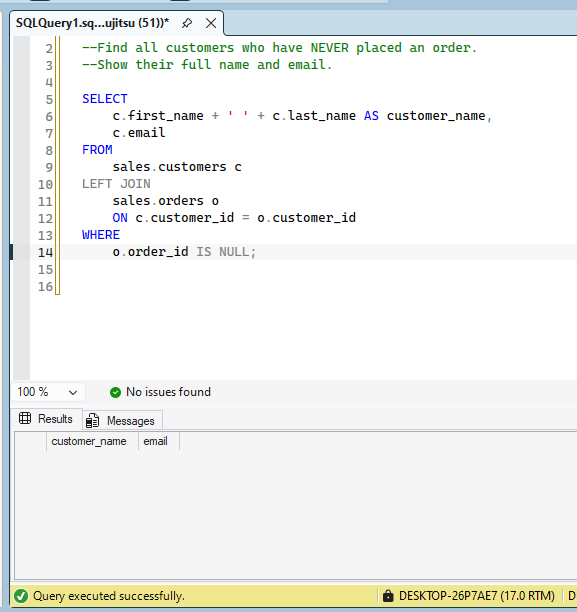 SQLQuery1.sq...ujitsu (51))*
2 --Find all customers who have NEVER placed an order.
3 --Show their full name and email.
4
5 SELECT
6 c.first_name + ' ' + c.last_name AS customer_name,
7 c.email
8 FROM
9 sales.customers c
10 LEFT JOIN
11 sales.orders o
12 ON c.customer_id = o.customer_id
13 WHERE
14 o.order_id IS NULL;
15
16
100 % No issues found
Results Messages
customer_name email
Query executed successfully. DESKTOP-26P7AE7 (17.0 RTM) D